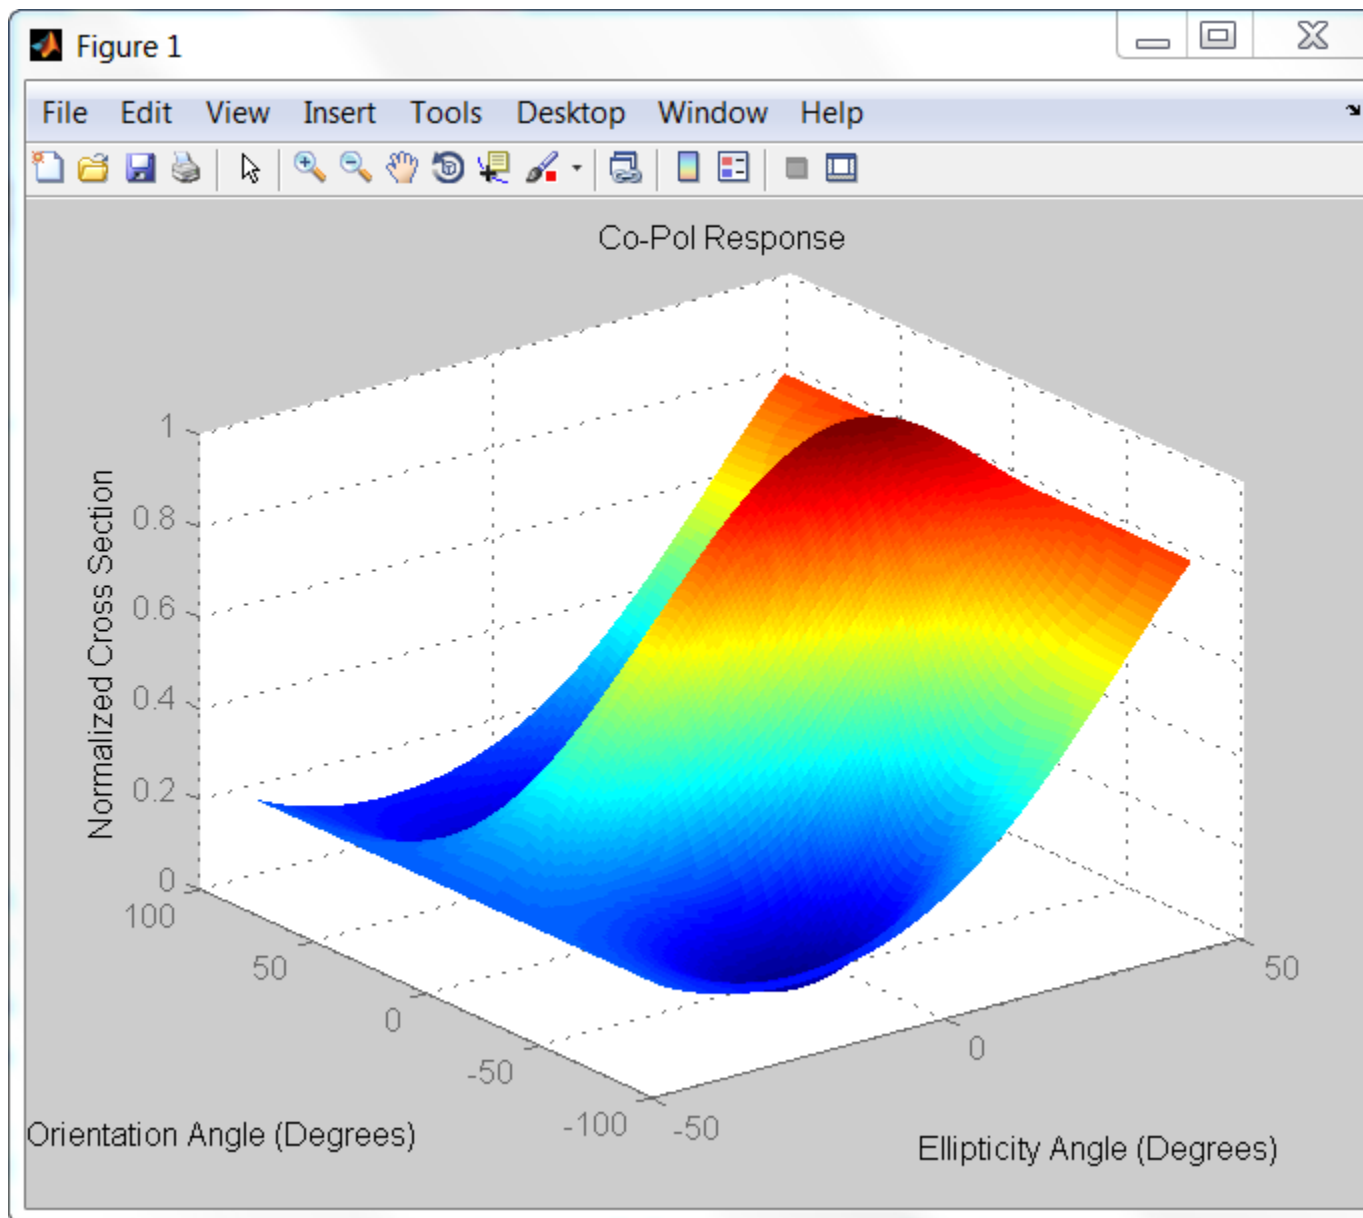 Figure 1
File Edit View Insert Tools Desktop Window Help
Co-Pol Response
1
0.8
0.6
0.4
0.2
0
Normalized Cross Section
100
50
0
-50
-100
Orientation Angle (Degrees)
-50
0
50
Ellipticity Angle (Degrees)